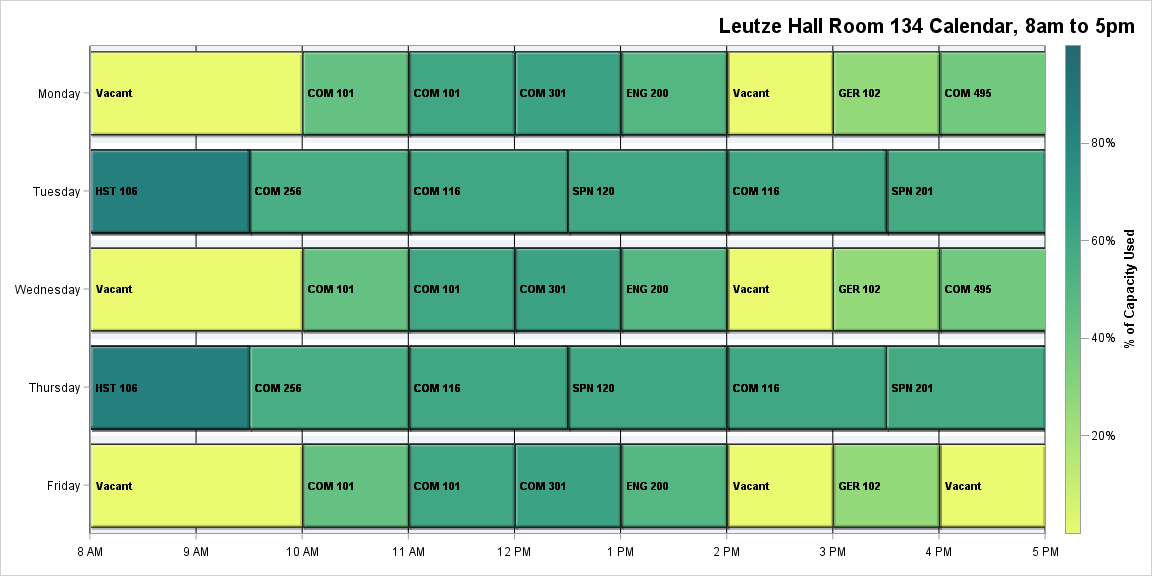 Leutze Hall Room 134 Calendar, 8am to 5pm
Monday
Vacant
COM 101
COM 101
COM 301
ENG 200
Vacant
GER 102
COM 495
Tuesday
HST 106
COM 256
COM 116
SPN 120
COM 116
SPN 201
Wednesday
Vacant
COM 101
COM 101
COM 301
ENG 200
Vacant
GER 102
COM 495
Thursday
HST 106
COM 256
COM 116
SPN 120
COM 116
SPN 201
Friday
Vacant
COM 101
COM 101
COM 301
ENG 200
Vacant
GER 102
Vacant
8 AM
9 AM
10 AM
11 AM
12 PM
1 PM
2 PM
3 PM
4 PM
5 PM
80%
60%
40%
20%
% of Capacity Used